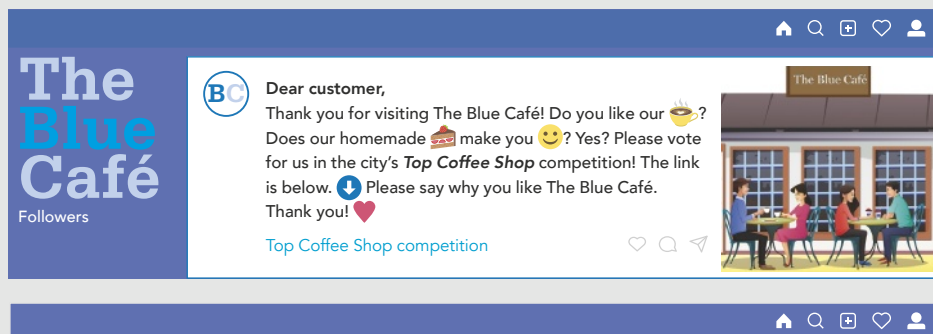 The
Blue
Café
Followers
BC
Dear customer,
Thank you for visiting The Blue Café! Do you like our ☕?
Does our homemade 🍰 make you 🙂? Yes? Please vote
for us in the city’s Top Coffee Shop competition! The link
is below. ⬇ Please say why you like The Blue Café.
Thank you! ♥
Top Coffee Shop competition
The Blue Café